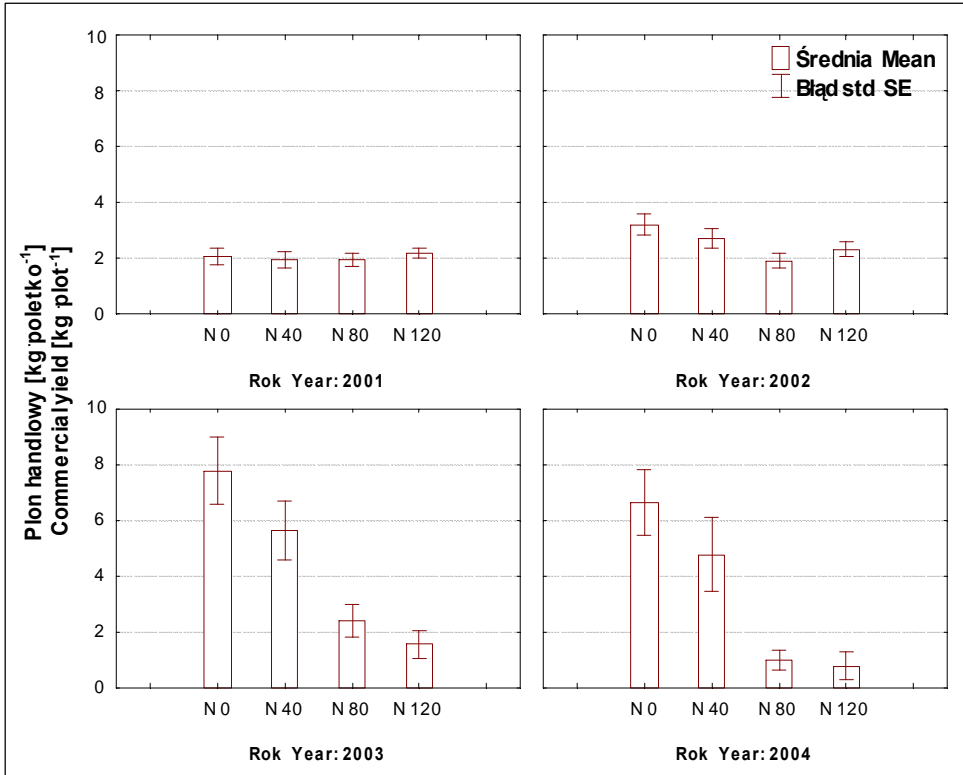 Plon handlowy [kg·poletko⁻¹]
Commercial yield [kg·plot⁻¹]
10
8
6
4
2
0
N 0 N 40 N 80 N 120
Rok Year: 2001
Średnia Mean
Błąd std SE
N 0 N 40 N 80 N 120
Rok Year: 2002
10
8
6
4
2
0
N 0 N 40 N 80 N 120
Rok Year: 2003
N 0 N 40 N 80 N 120
Rok Year: 2004